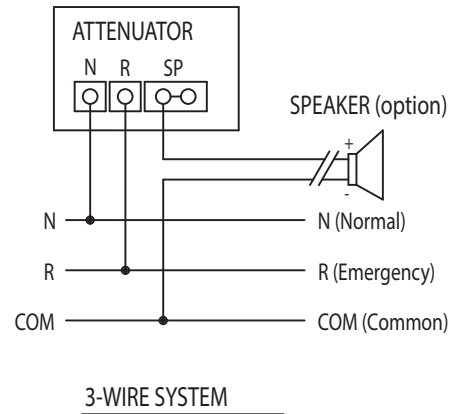 ATTENUATOR
N R SP
SPEAKER (option)
+
-
N N (Normal)
R R (Emergency)
COM COM (Common)
3-WIRE SYSTEM